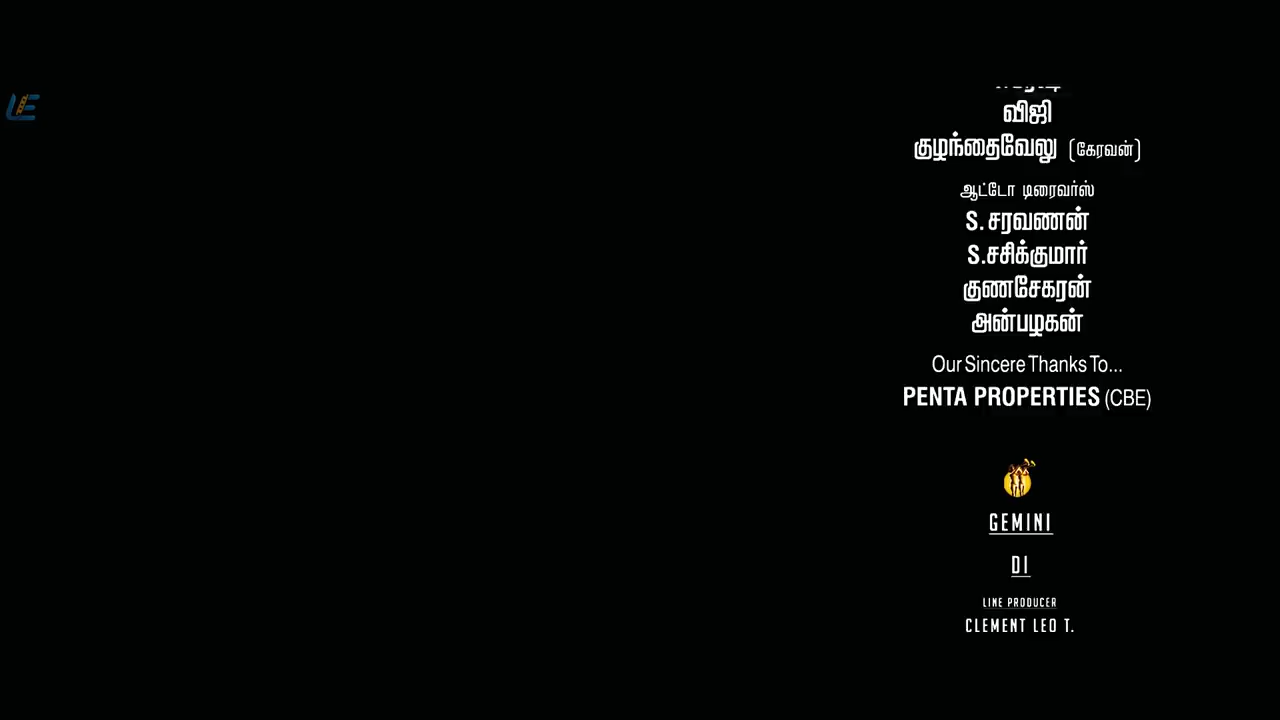 விஜி
குழந்தைவேலு (கேரவன்)
ஆட்டோ டிரைவர்ஸ்
S. சரவணன்
S.சசிக்குமார்
குணசேகரன்
அன்பழகன்
Our Sincere Thanks To...
PENTA PROPERTIES (CBE)
GEMINI
DI
LINE PRODUCER
CLEMENT LEO T.